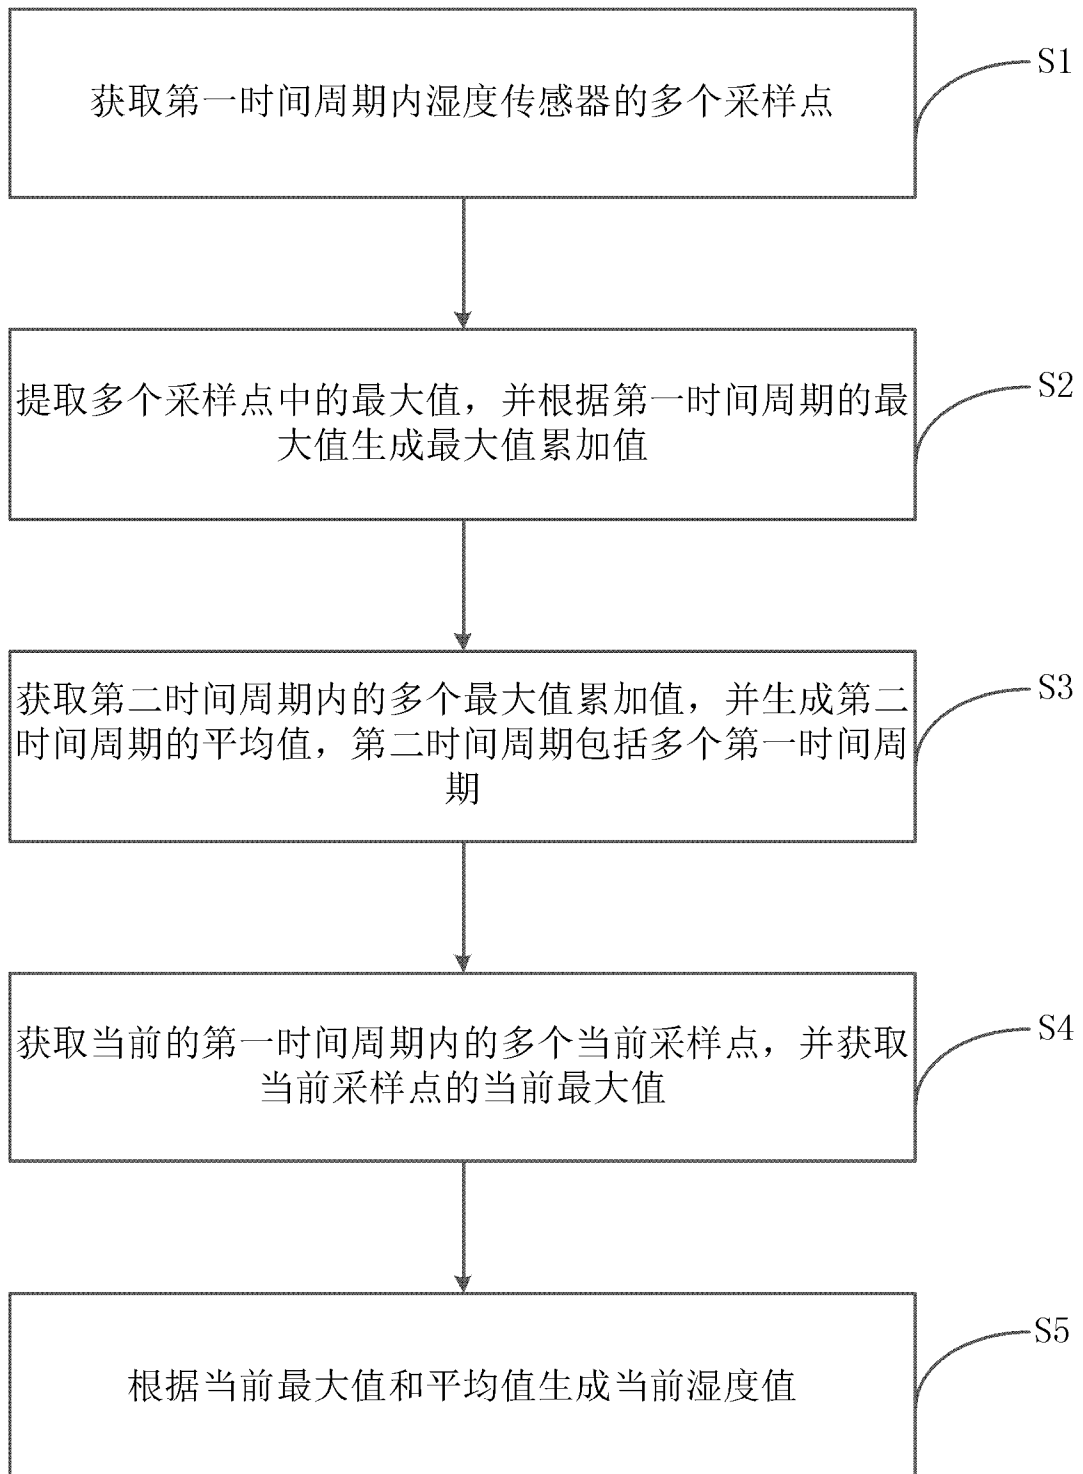 获取第一时间周期内湿度传感器的多个采样点
S1
提取多个采样点中的最大值，并根据第一时间周期的最
大值生成最大值累加值
S2
获取第二时间周期内的多个最大值累加值，并生成第二
时间周期的平均值，第二时间周期包括多个第一时间周
期
S3
获取当前的第一时间周期内的多个当前采样点，并获取
当前采样点的当前最大值
S4
根据当前最大值和平均值生成当前湿度值
S5